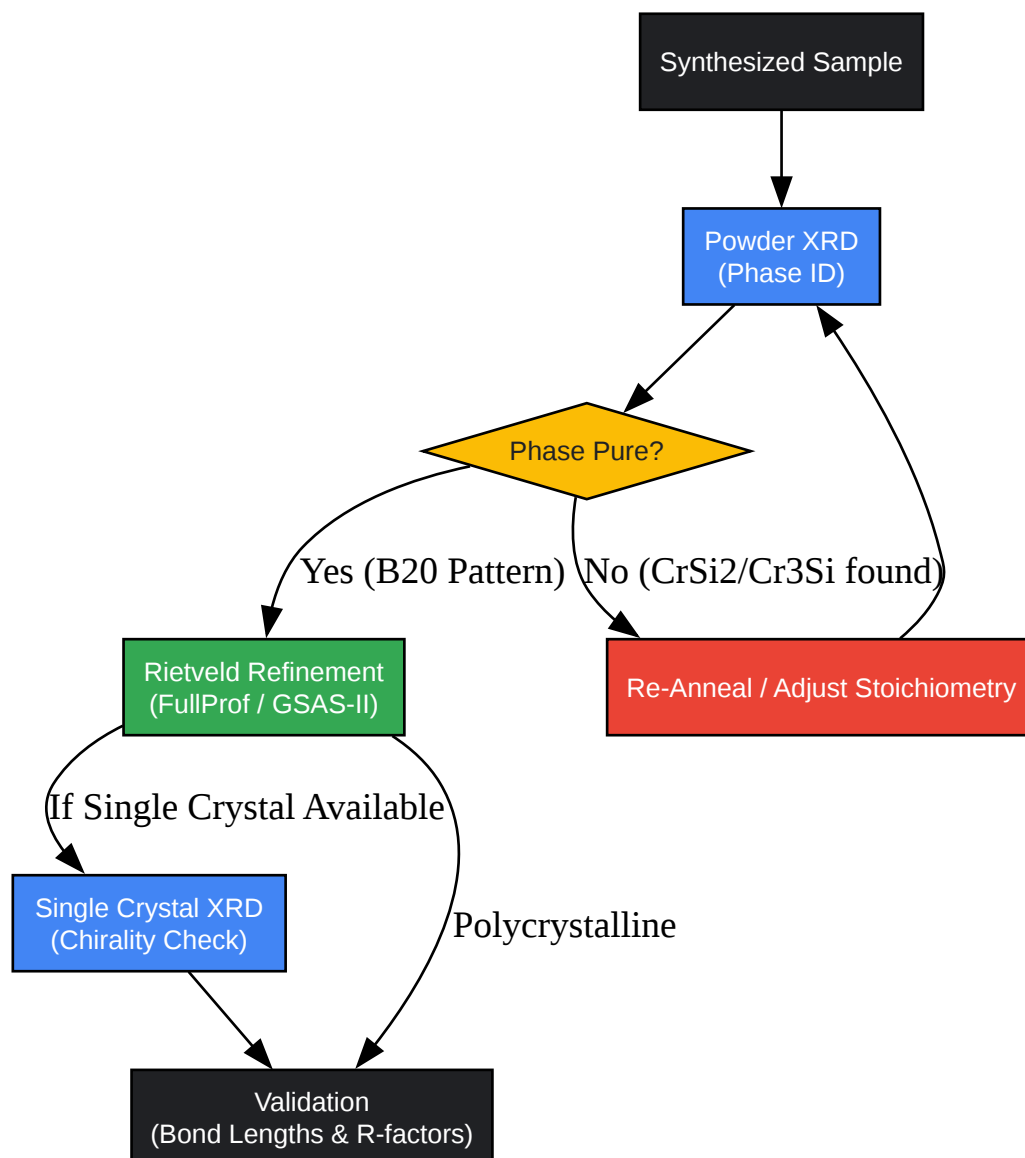 Synthesized Sample
Powder XRD
(Phase ID)
Phase Pure?
Yes (B20 Pattern)
No (CrSi2/Cr3Si found)
Rietveld Refinement
(FullProf / GSAS-II)
Re-Anneal / Adjust Stoichiometry
If Single Crystal Available
Single Crystal XRD
(Chirality Check)
Polycrystalline
Validation
(Bond Lengths & R-factors)